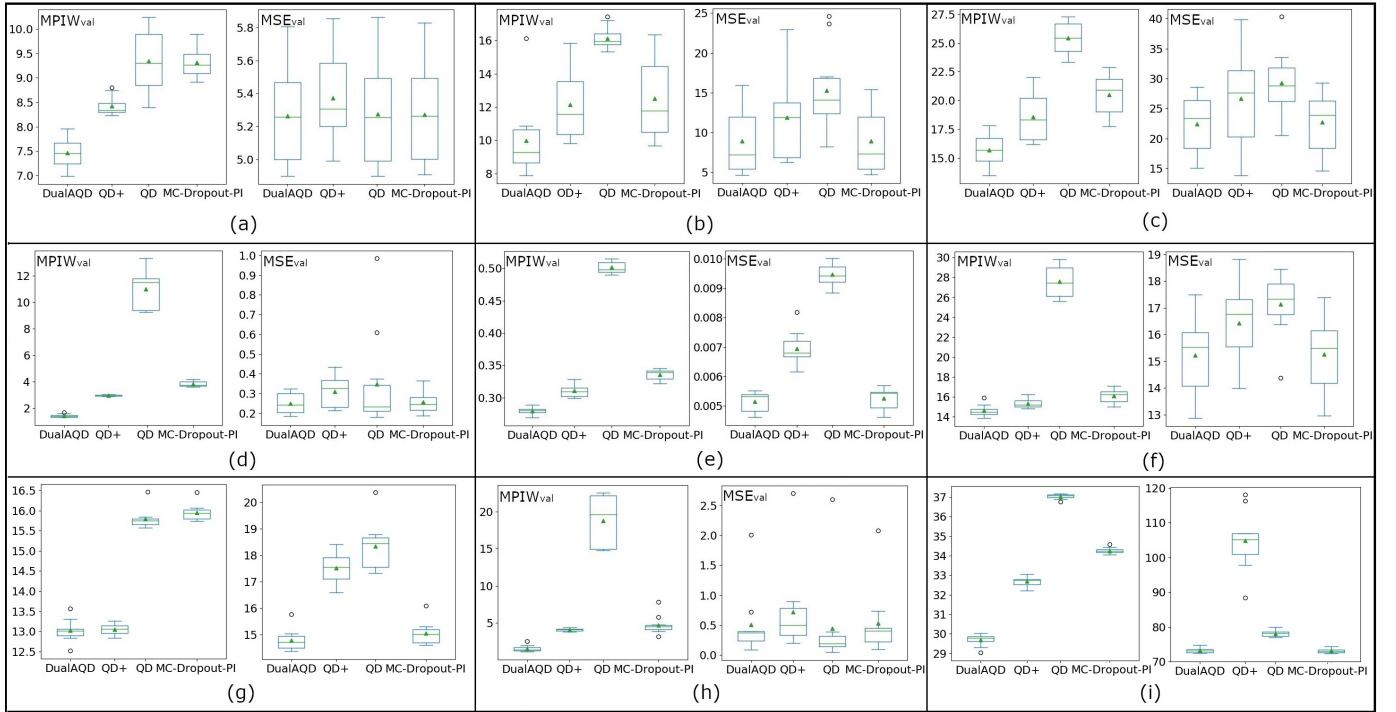 MPIWval
10.0
9.5
9.0
8.5
8.0
7.5
7.0
DualAQD QD+ QD MC-Dropout-PI
MSEval
5.8
5.6
5.4
5.2
5.0
DualAQD QD+ QD MC-Dropout-PI
(a)
MPIWval
16
14
12
10
8
DualAQD QD+ QD MC-Dropout-PI
MSEval
25
20
15
10
5
DualAQD QD+ QD MC-Dropout-PI
(b)
MPIWval
27.5
25.0
22.5
20.0
17.5
15.0
DualAQD QD+ QD MC-Dropout-PI
MSEval
40
35
30
25
20
15
DualAQD QD+ QD MC-Dropout-PI
(c)
MPIWval
12
10
8
6
4
2
DualAQD QD+ QD MC-Dropout-PI
MSEval
1.0
0.9
0.8
0.7
0.6
0.5
0.4
0.3
0.2
DualAQD QD+ QD MC-Dropout-PI
(d)
MPIWval
0.50
0.45
0.40
0.35
0.30
DualAQD QD+ QD MC-Dropout-PI
MSEval
0.010
0.009
0.008
0.007
0.006
0.005
DualAQD QD+ QD MC-Dropout-PI
(e)
MPIWval
30
28
26
24
22
20
18
16
14
DualAQD QD+ QD MC-Dropout-PI
MSEval
19
18
17
16
15
14
13
DualAQD QD+ QD MC-Dropout-PI
(f)
16.5
16.0
15.5
15.0
14.5
14.0
13.5
13.0
12.5
DualAQD QD+ QD MC-Dropout-PI
20
19
18
17
16
15
DualAQD QD+ QD MC-Dropout-PI
(g)
MPIWval
20
15
10
5
DualAQD QD+ QD MC-Dropout-PI
MSEval
2.5
2.0
1.5
1.0
0.5
0.0
DualAQD QD+ QD MC-Dropout-PI
(h)
37
36
35
34
33
32
31
30
29
DualAQD QD+ QD MC-Dropout-PI
120
110
100
90
80
70
DualAQD QD+ QD MC-Dropout-PI
(i)